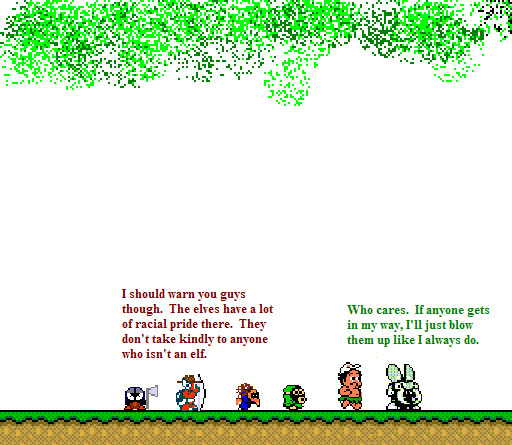 I should warn you guys
though.  The elves have a lot
of racial pride there.  They
don't take kindly to anyone
who isn't an elf.
Who cares.  If anyone gets
in my way, I'll just blow
them up like I always do.